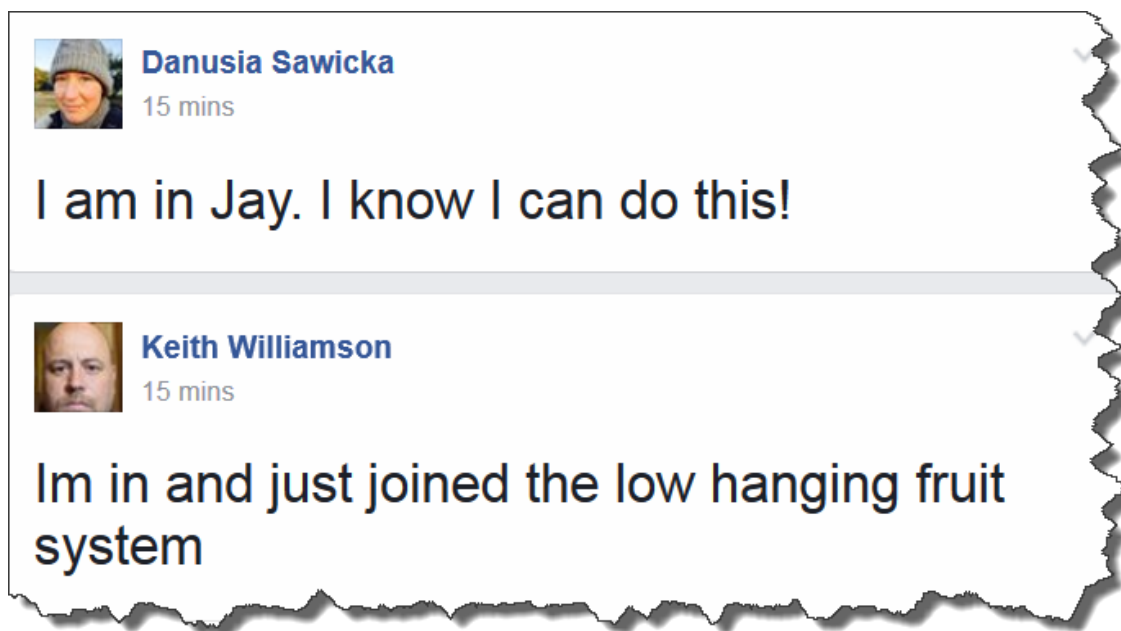 Danusia Sawicka
15 mins
I am in Jay. I know I can do this!
Keith Williamson
15 mins
Im in and just joined the low hanging fruit
system